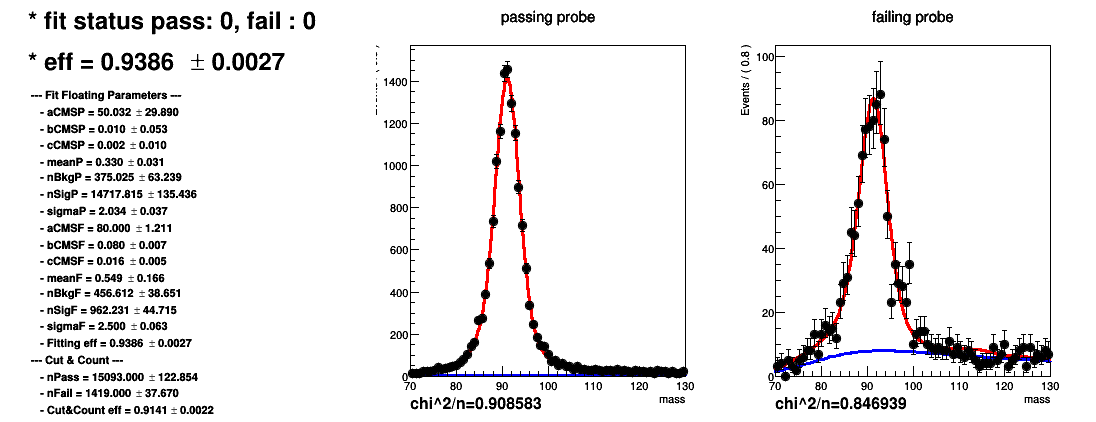 * fit status pass: 0, fail : 0
* eff = 0.9386 ± 0.0027
--- Fit Floating Parameters ---
- aCMSP = 50.032 ± 29.890
- bCMSP = 0.010 ± 0.053
- cCMSP = 0.002 ± 0.010
- meanP = 0.330 ± 0.031
- nBkgP = 375.025 ± 63.239
- nSigP = 14717.815 ± 135.436
- sigmaP = 2.034 ± 0.037
- aCMSF = 80.000 ± 1.211
- bCMSF = 0.080 ± 0.007
- cCMSF = 0.016 ± 0.005
- meanF = 0.549 ± 0.166
- nBkgF = 456.612 ± 38.651
- nSigF = 962.231 ± 44.715
- sigmaF = 2.500 ± 0.063
- Fitting eff = 0.9386 ± 0.0027
--- Cut & Count ---
- nPass = 15093.000 ± 122.854
- nFail = 1419.000 ± 37.670
- Cut&Count eff = 0.9141 ± 0.0022
passing probe
1400
1200
1000
800
600
400
200
0
70 80 90 100 110 120 130
mass
chi^2/n=0.908583
failing probe
Events / ( 0.8 )
100
80
60
40
20
0
70 80 90 100 110 120 130
mass
chi^2/n=0.846939